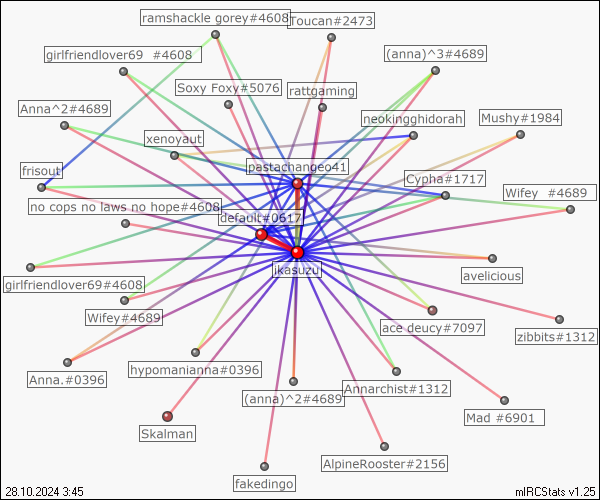 ramshackle gorey#4608
Toucan#2473
girlfriendlover69  #4608
(anna)^3#4689
Soxy Foxy#5076
rattgaming
Anna^2#4689
neokingghidorah
Mushy#1984
xenoyaut
pastachangeo41
frisout
Cypha#1717
Wifey  #4689
no cops no laws no hope#4608
default#0617
ikasuzu
avelicious
girlfriendlover69#4608
Wifey#4689
ace deucy#7097
zibbits#1312
Anna.#0396
hypomanianna#0396
Annarchist#1312
(anna)^2#4689
Mad #6901
Skalman
AlpineRooster#2156
fakedingo
28.10.2024 3:45
mIRCStats v1.25